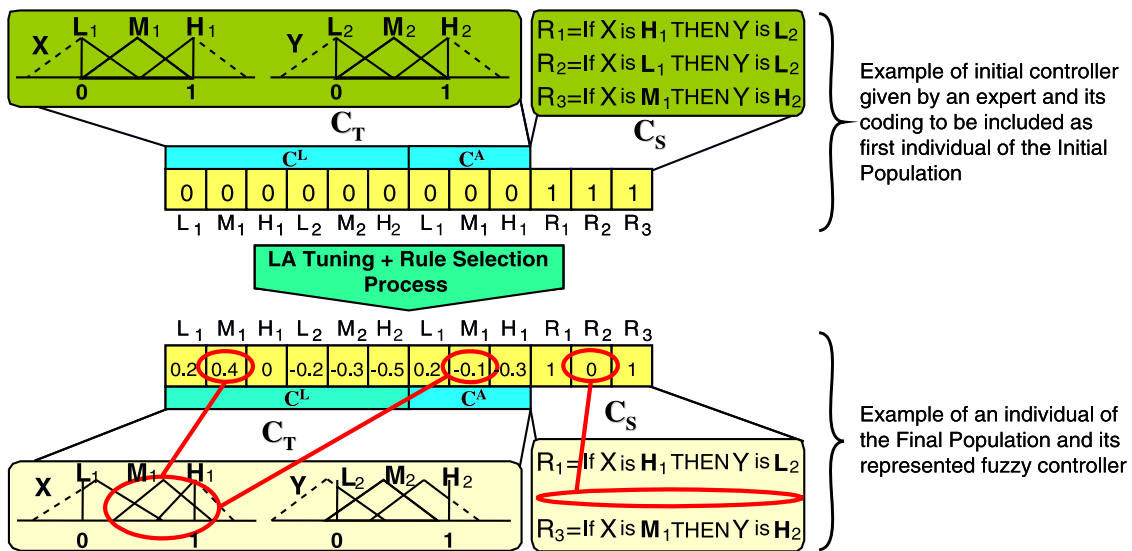 X L1 M1 H1 Y L2 M2 H2
0 1 0 1
R1=If X is H1 THEN Y is L2
R2=If X is L1 THEN Y is L2
R3=If X is M1 THEN Y is H2
Example of initial controller
given by an expert and its
coding to be included as
first individual of the Initial
Population
CT CS
CL CA
0 0 0 0 0 0 0 0 0 1 1 1
L1 M1 H1 L2 M2 H2 L1 M1 H1 R1 R2 R3
LA Tuning + Rule Selection
Process
L1 M1 H1 L2 M2 H2 L1 M1 H1 R1 R2 R3
0.2 0.4 0 -0.2 -0.3 -0.5 0.2 -0.1 -0.3 1 0 1
CL CA
CT CS
X L1 M1 H1 Y L2 M2 H2
0 1 0 1
R1=If X is H1 THEN Y is L2
R3=If X is M1 THEN Y is H2
Example of an individual of
the Final Population and its
represented fuzzy controller